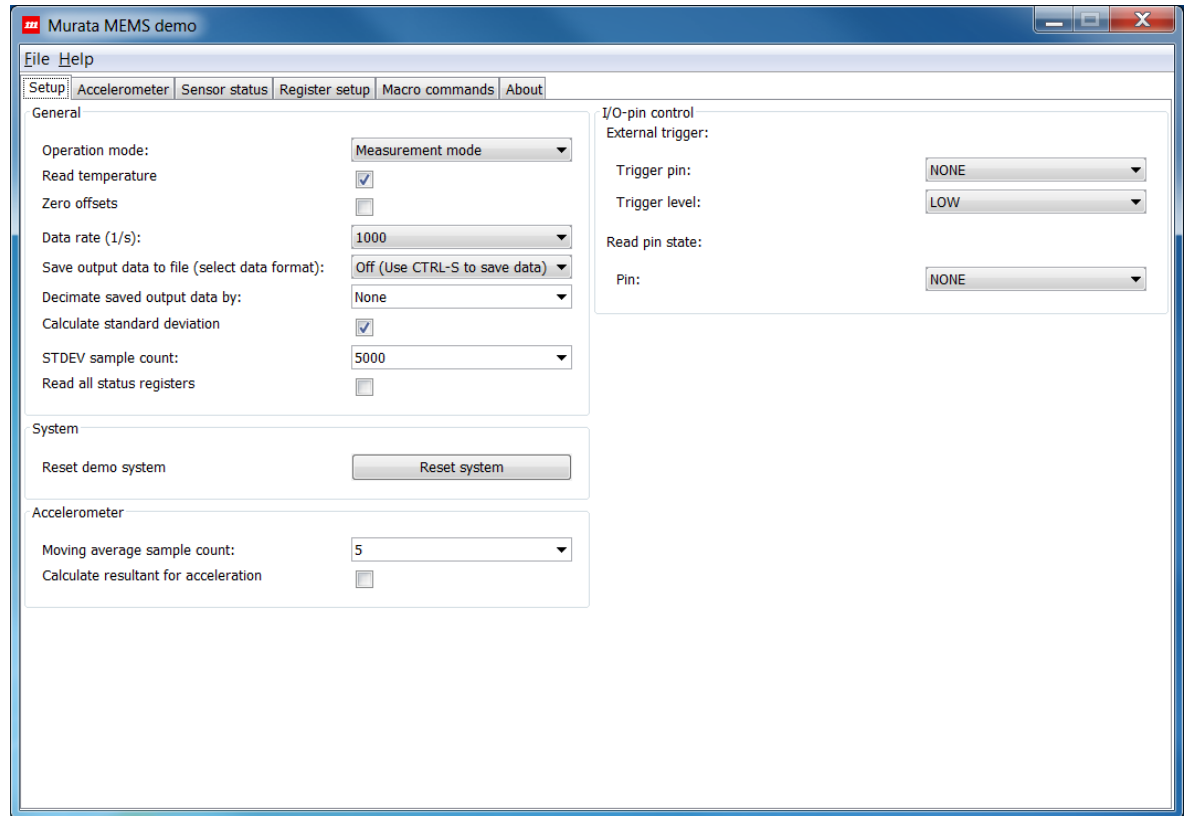 m Murata MEMS demo
File Help
Setup Accelerometer Sensor status Register setup Macro commands About
General
Operation mode: Measurement mode
Read temperature
Zero offsets
Data rate (1/s): 1000
Save output data to file (select data format): Off (Use CTRL-S to save data)
Decimate saved output data by: None
Calculate standard deviation
STDEV sample count: 5000
Read all status registers
System
Reset demo system Reset system
Accelerometer
Moving average sample count: 5
Calculate resultant for acceleration
I/O-pin control
External trigger:
Trigger pin: NONE
Trigger level: LOW
Read pin state:
Pin: NONE